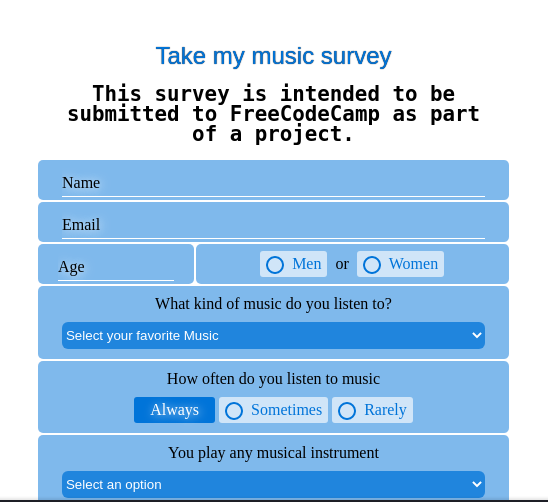 Take my music survey
This survey is intended to be
submitted to FreeCodeCamp as part
of a project.
Name
Email
Age
Men or Women
What kind of music do you listen to?
Select your favorite Music
How often do you listen to music
Always Sometimes Rarely
You play any musical instrument
Select an option